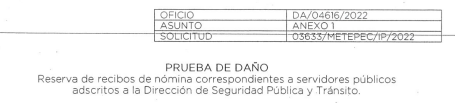 OFICIO DA/04616/2022
ASUNTO ANEXO 1
SOLICITUD 03633/METEPEC/IP/2022
PRUEBA DE DAÑO
Reserva de recibos de nómina correspondientes a servidores públicos
adscritos a la Dirección de Seguridad Pública y Tránsito.